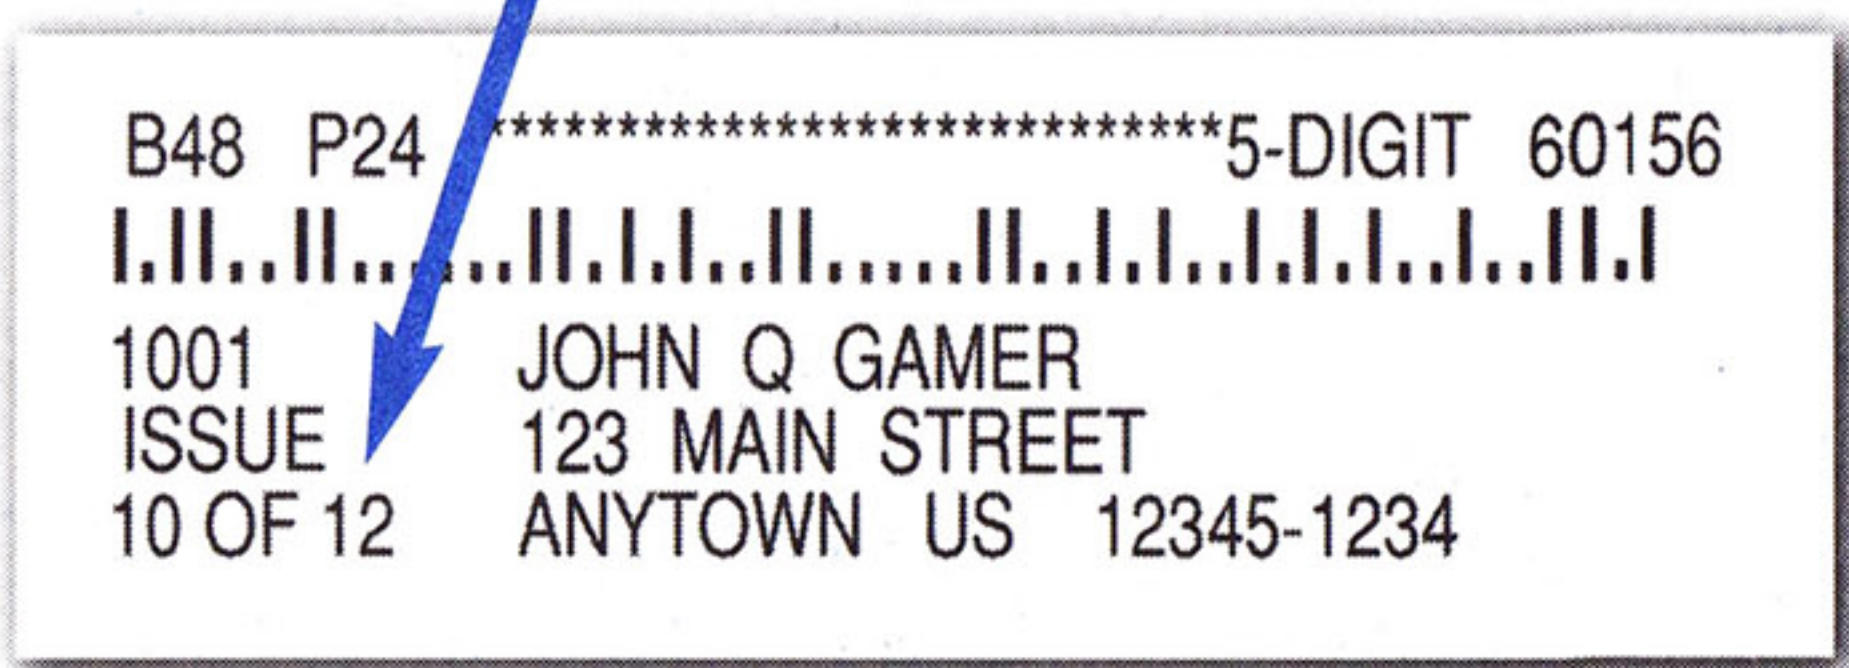 B48 P24 ******************************5-DIGIT 60156
1001 JOHN Q GAMER
ISSUE 123 MAIN STREET
10 OF 12 ANYTOWN US 12345-1234